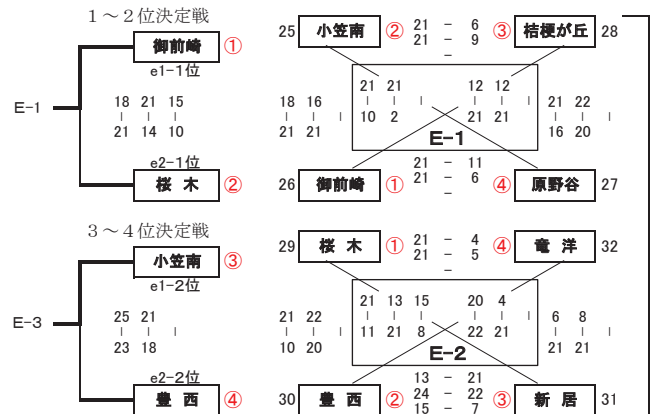 1～2位決定戦
御前崎 ①
e1-1位
E-1
18 21 15
| | |
21 14 10
e2-1位
桜 木 ②
25 小笠南 ② 21 - 6 ③ 桔梗が丘 28
21 - 9
-
21 21 12 12
| | | | | |
10 2 21 21
18 16
| | |
21 21
21 22
| | |
16 20
E-1
26 御前崎 ① 21 - 11 ④ 原野谷 27
21 - 6
-
3～4位決定戦
小笠南 ③
e1-2位
E-3
25 21
| | |
23 18
e2-2位
豊 西 ④
29 桜 木 ① 21 - 4 ④ 竜 洋 32
21 - 5
-
21 13 15 20 4
| | | | | |
11 21 8 22 21
21 22
| | |
10 20
6 8
| | |
21 21
E-2
30 豊 西 ② 13 - 21 ③ 新 居 31
24 - 22
15 - 7